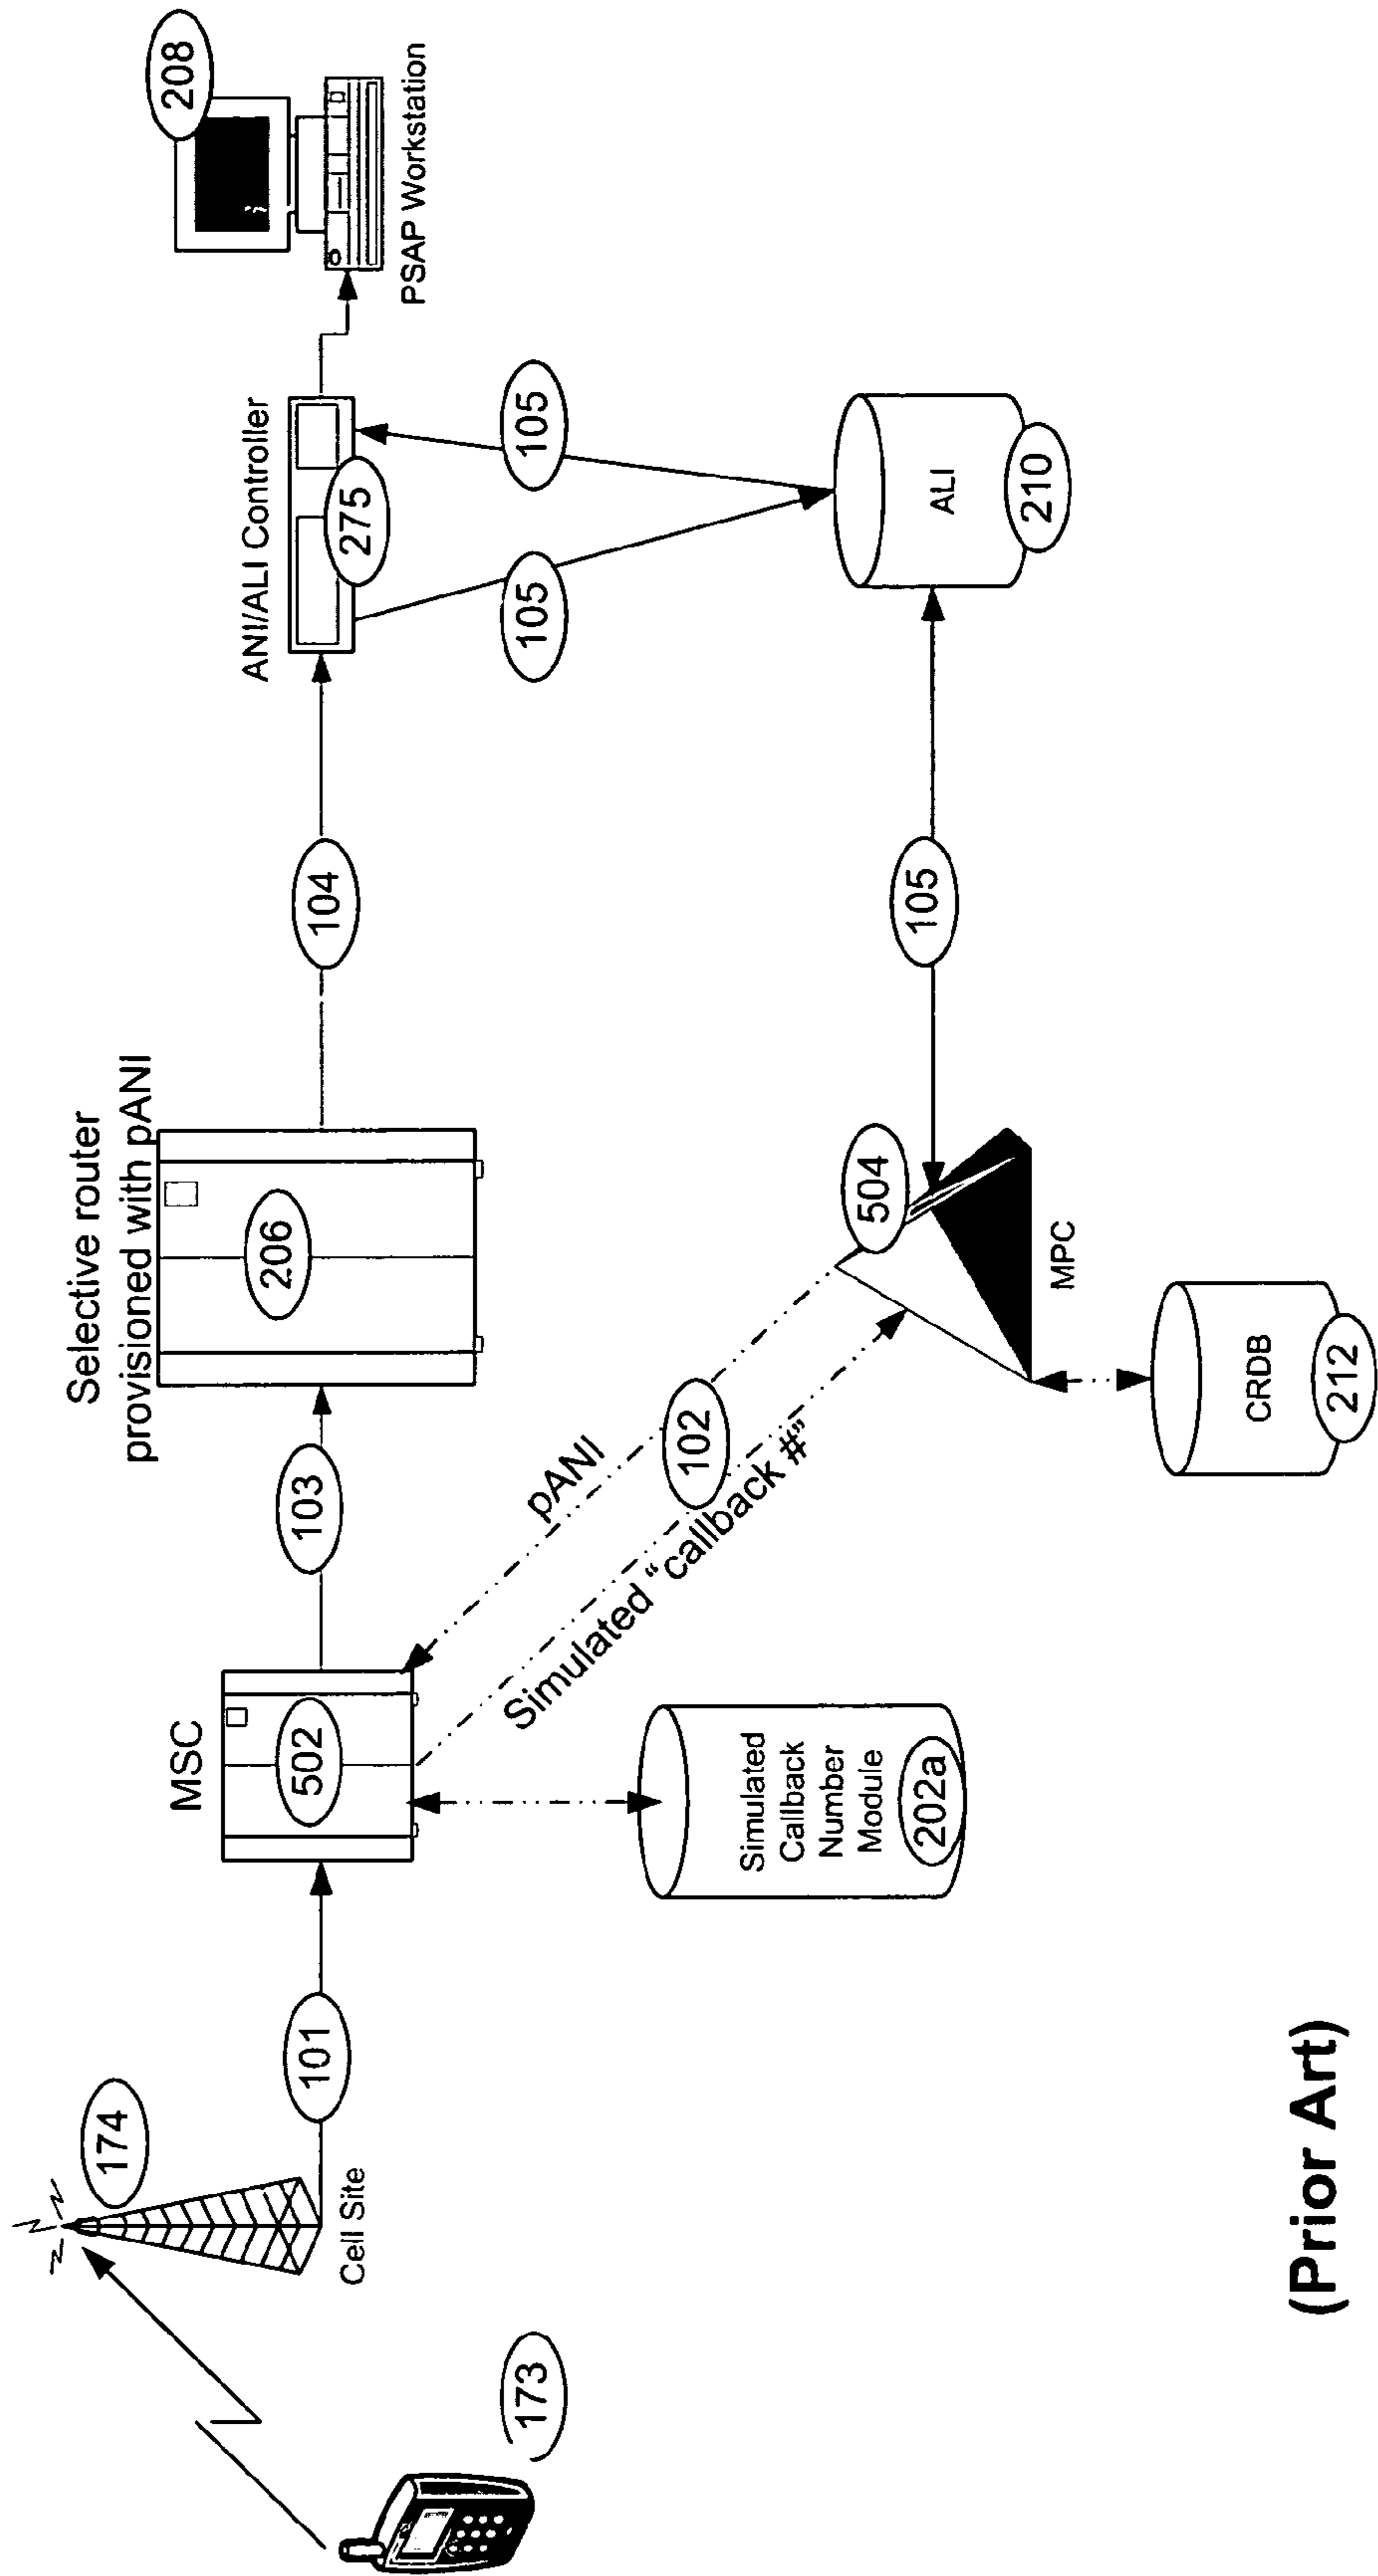 173
174
Cell Site
101
MSC
502
Simulated
Callback
Number
Module
202a
103
Selective router
provisioned with pANI
206
pANI
102
Simulated "callback #"
504
MPC
CRDB
212
104
105
ANI/ALI Controller
275
105
105
ALI
210
208
PSAP Workstation
(Prior Art)